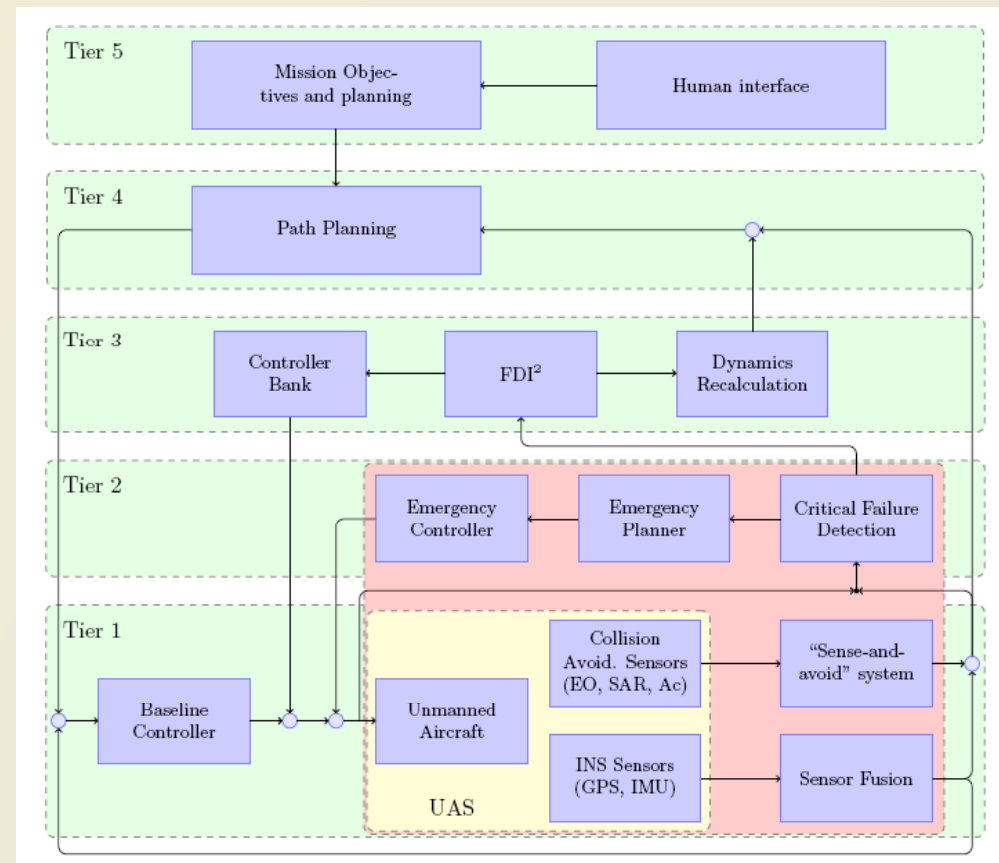 Tier 5
Mission Objec-
tives and planning
Human interface
Tier 4
Path Planning
Tier 3
Controller
Bank
FDI²
Dynamics
Recalculation
Tier 2
Emergency
Controller
Emergency
Planner
Critical Failure
Detection
Tier 1
Baseline
Controller
Unmanned
Aircraft
Collision
Avoid. Sensors
(EO, SAR, Ac)
“Sense-and-
avoid” system
INS Sensors
(GPS, IMU)
Sensor Fusion
UAS